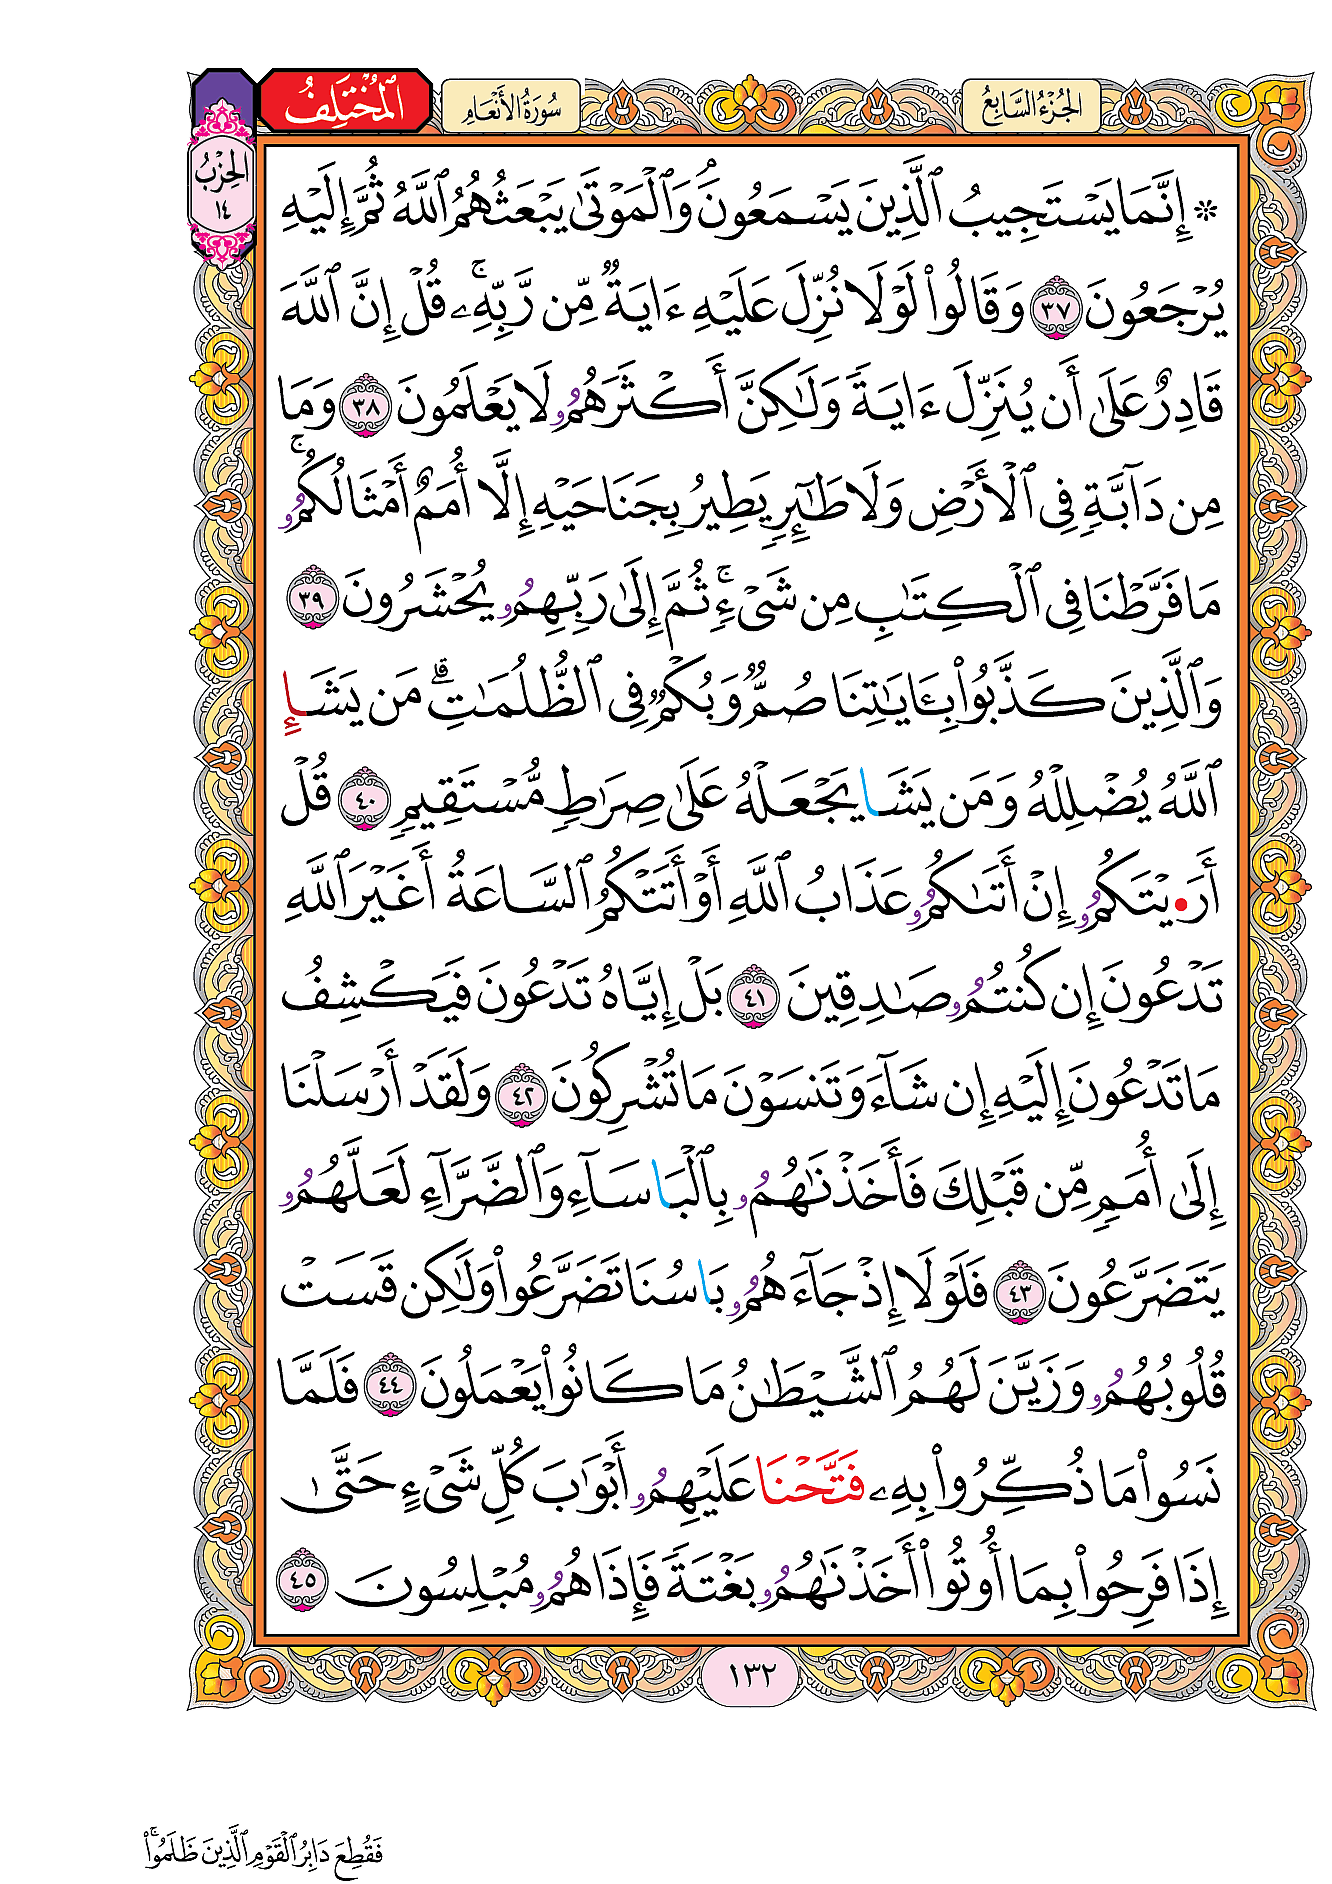 الجُزْءُ السَّابِعُ
سُورَةُ الأَنْعَام
المُخْتَلِفُ
الحِزْبُ
١٤
۞ إِنَّمَا يَسْتَجِيبُ ٱلَّذِينَ يَسْمَعُونَۘ وَٱلْمَوْتَىٰ يَبْعَثُهُمُ ٱللَّهُ ثُمَّ إِلَيْهِ
يُرْجَعُونَ ٣٧ وَقَالُوا۟ لَوْلَا نُزِّلَ عَلَيْهِ ءَايَةٌ مِّن رَّبِّهِۦۚ قُلْ إِنَّ ٱللَّهَ
قَادِرٌ عَلَىٰ أَن يُنَزِّلَ ءَايَةً وَلَـٰكِنَّ أَكْثَرَهُمُۥ لَا يَعْلَمُونَ ٣٨ وَمَا
مِن دَآبَّةٍ فِى ٱلْأَرْضِ وَلَا طَـٰٓئِرٍ يَطِيرُ بِجَنَاحَيْهِ إِلَّا أُمَمٌ أَمْثَالُكُمُۥۚ
مَا فَرَّطْنَا فِى ٱلْكِتَـٰبِ مِن شَىْءٍۚ ثُمَّ إِلَىٰ رَبِّهِمُۥ يُحْشَرُونَ ٣٩
وَٱلَّذِينَ كَذَّبُوا۟ بِـَٔايَـٰتِنَا صُمٌّ وَبُكْمٌ فِى ٱلظُّلُمَـٰتِۗ مَن يَشَإِ
ٱللَّهُ يُضْلِلْهُ وَمَن يَشَا يَجْعَلْهُ عَلَىٰ صِرَٰطٍ مُّسْتَقِيمٍ ٤٠ قُلْ
أَرَ•يْتَكُمُۥ إِنْ أَتَىٰكُمُۥ عَذَابُ ٱللَّهِ أَوْ أَتَتْكُمُ ٱلسَّاعَةُ أَغَيْرَ ٱللَّهِ
تَدْعُونَ إِن كُنتُمُۥ صَـٰدِقِينَ ٤١ بَلْ إِيَّاهُ تَدْعُونَ فَيَكْشِفُ
مَا تَدْعُونَ إِلَيْهِ إِن شَآءَ وَتَنسَوْنَ مَا تُشْرِكُونَ ٤٢ وَلَقَدْ أَرْسَلْنَا
إِلَىٰ أُمَمٍ مِّن قَبْلِكَ فَأَخَذْنَـٰهُمُۥ بِٱلْبَاسَآءِ وَٱلضَّرَّآءِ لَعَلَّهُمُۥ
يَتَضَرَّعُونَ ٤٣ فَلَوْلَا إِذْ جَآءَهُمُۥ بَاسُنَا تَضَرَّعُوا۟ وَلَـٰكِن قَسَتْ
قُلُوبُهُمُۥ وَزَيَّنَ لَهُمُ ٱلشَّيْطَـٰنُ مَا كَانُوا۟ يَعْمَلُونَ ٤٤ فَلَمَّا
نَسُوا۟ مَا ذُكِّرُوا۟ بِهِۦ فَتَّحْنَا عَلَيْهِمُۥ أَبْوَٰبَ كُلِّ شَىْءٍ حَتَّىٰ
إِذَا فَرِحُوا۟ بِمَا أُوتُوا۟ أَخَذْنَـٰهُمُۥ بَغْتَةً فَإِذَا هُمُۥ مُبْلِسُونَ ٤٥
١٣٢
فَقُطِعَ دَابِرُ ٱلْقَوْمِ ٱلَّذِينَ ظَلَمُوا۟ۚ